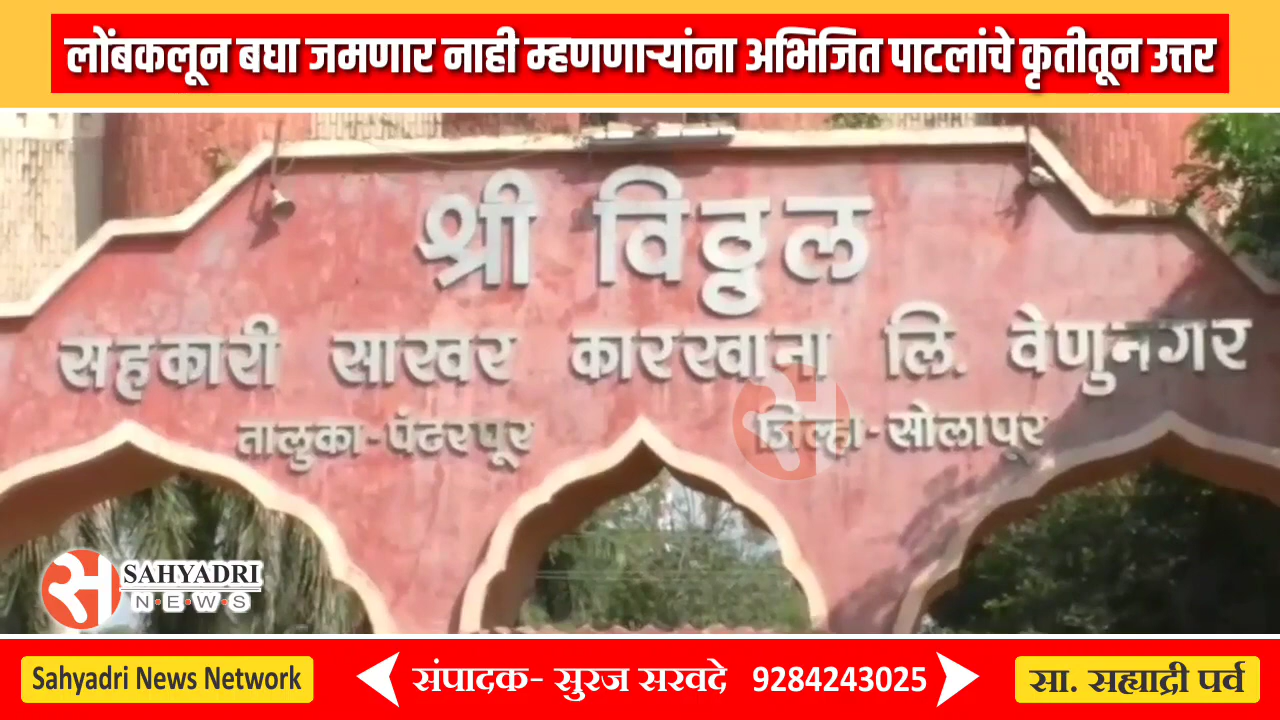 लोंबकलून बघा जमणार नाही म्हणणाऱ्यांना अभिजित पाटलांचे कृतीतून उत्तर
श्री विठ्ठल
सहकारी साखर कारखाना लि. वेणुनगर
तालुका-पंढरपूर जिल्हा-सोलापूर
स
SAHYADRI
NEWS
Sahyadri News Network संपादक- सुरज सरवदे 9284243025 सा. सह्याद्री पर्व